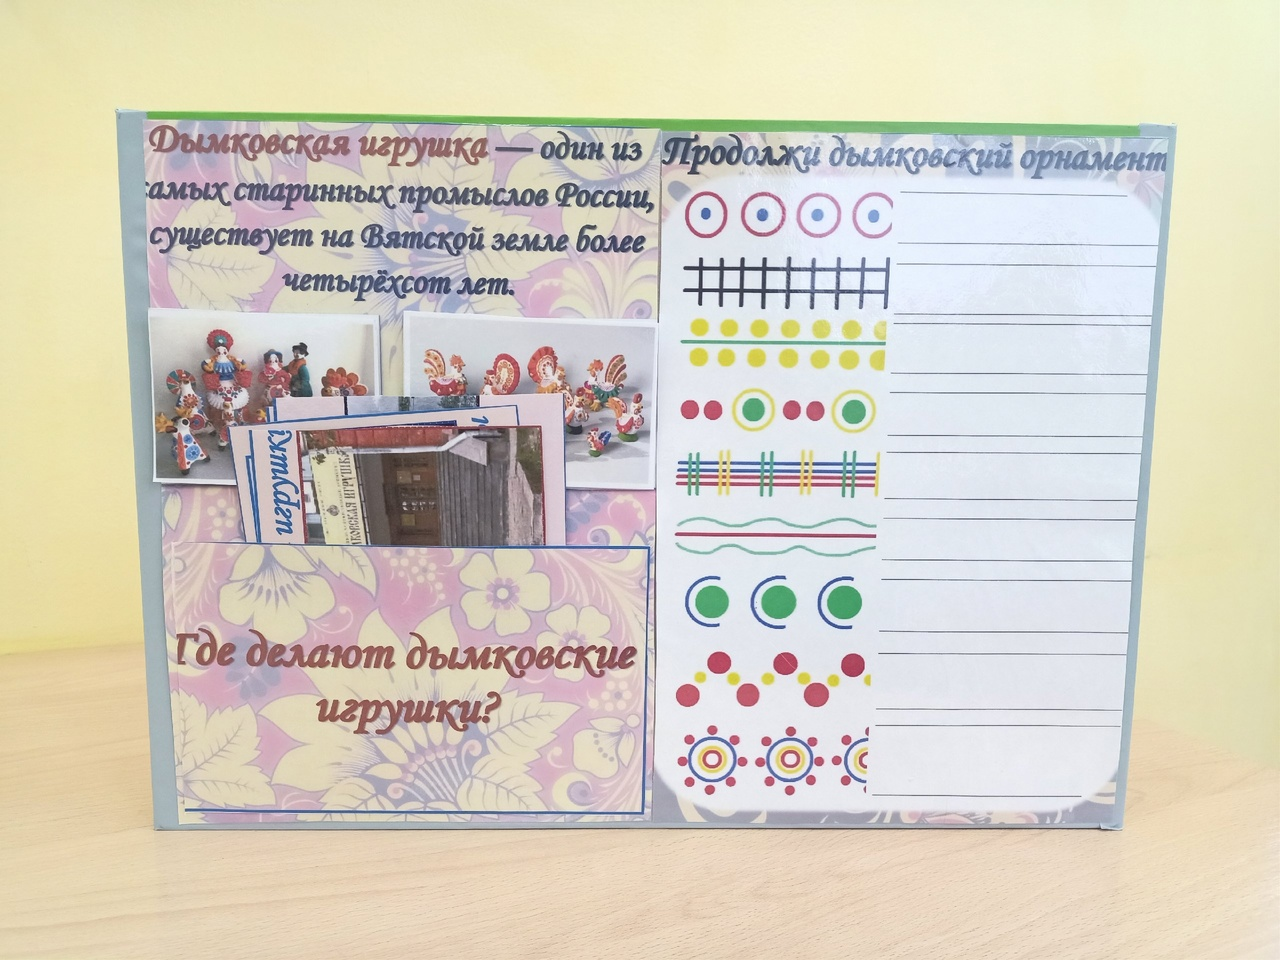 Дымковская игрушка — один из
самых старинных промыслов России,
существует на Вятской земле более
четырёхсот лет.
ИГРУШКА
Где делают дымковские
игрушки?
Продолжи дымковский орнамент